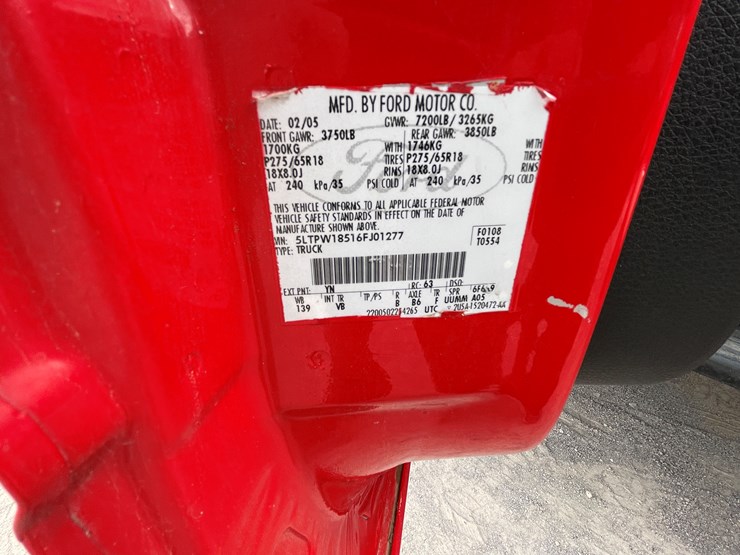 MFD. BY FORD MOTOR CO.
DATE: 02/05 GVWR: 7200LB/ 3265KG
FRONT GAWR: 3750LB REAR GAWR: 3850LB
1700KG WITH 1746KG WITH
P275/65R18 TIRES P275/65R18 TIRES
18X8.0J RIMS 18X8.0J RIMS
AT 240 kPa/35 PSI COLD AT 240 kPa/35 PSI COLD
Ford
THIS VEHICLE CONFORMS TO ALL APPLICABLE FEDERAL MOTOR
VEHICLE SAFETY STANDARDS IN EFFECT ON THE DATE OF
MANUFACTURE SHOWN ABOVE.
VIN: 5LTPW18516FJ01277 F0108
TYPE: TRUCK T0554
EXT PNT: YN RC: 63 DSO:
WB INT TR TP/PS R AXLE TR SPR
139 VB B B6 F UUMM A05
UTC